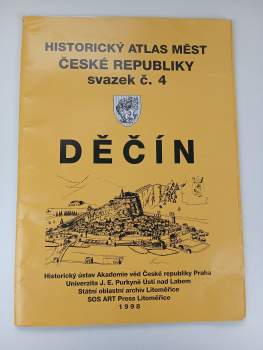 HISTORICKÝ ATLAS MĚST
ČESKÉ REPUBLIKY
svazek č. 4
DĚČÍN
Historický ústav Akademie věd České republiky Praha
Univerzita J. E. Purkyně Ústí nad Labem
Státní oblastní archiv Litoměřice
SOS ART Press Litoměřice
1998